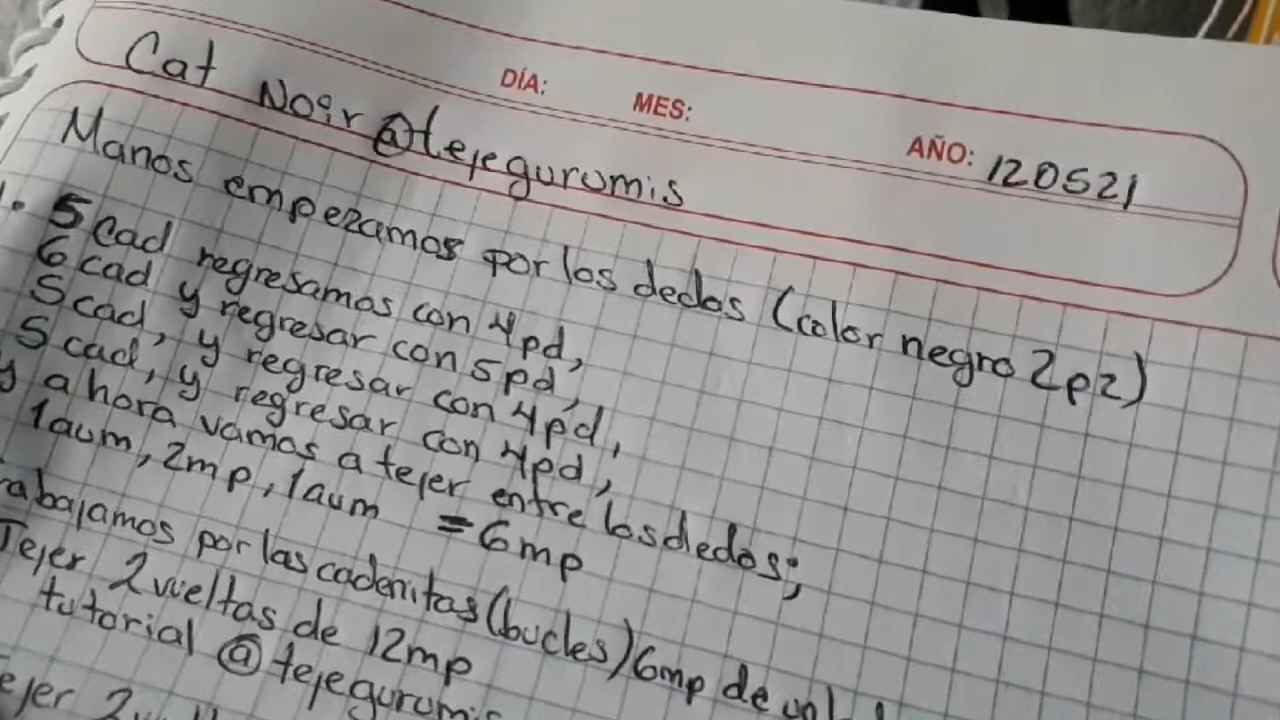 DÍA: MES: AÑO: 120521
Cat Noir @tejegurumis
Manos empezamos por los dedos (color negro 2pz)
1. 5 cad regresamos con 4pd,
6 cad y regresar con 5pd,
5 cad, y regresar con 4pd,
5 cad, y regresar con 4pd,
y ahora vamos a tejer entre los dedos;
1aum, 2mp, 1aum = 6mp
rabajamos por las cadenitas (bucles) 6mp de
Tejer 2 vueltas de 12mp
tutorial @tejegurumis
ejer 2